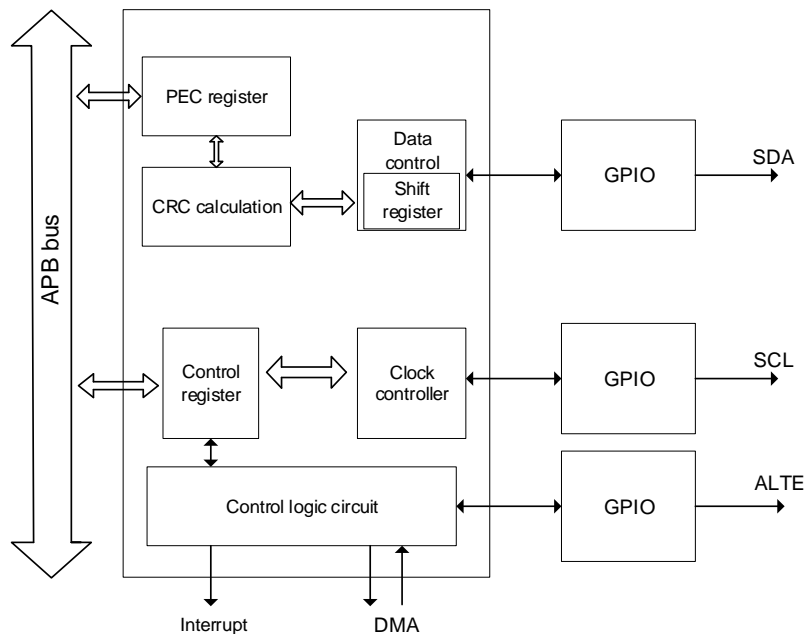 APB bus
PEC register
CRC calculation
Data
control
Shift
register
GPIO
SDA
Control
register
Clock
controller
GPIO
SCL
Control logic circuit
GPIO
ALTE
Interrupt
DMA